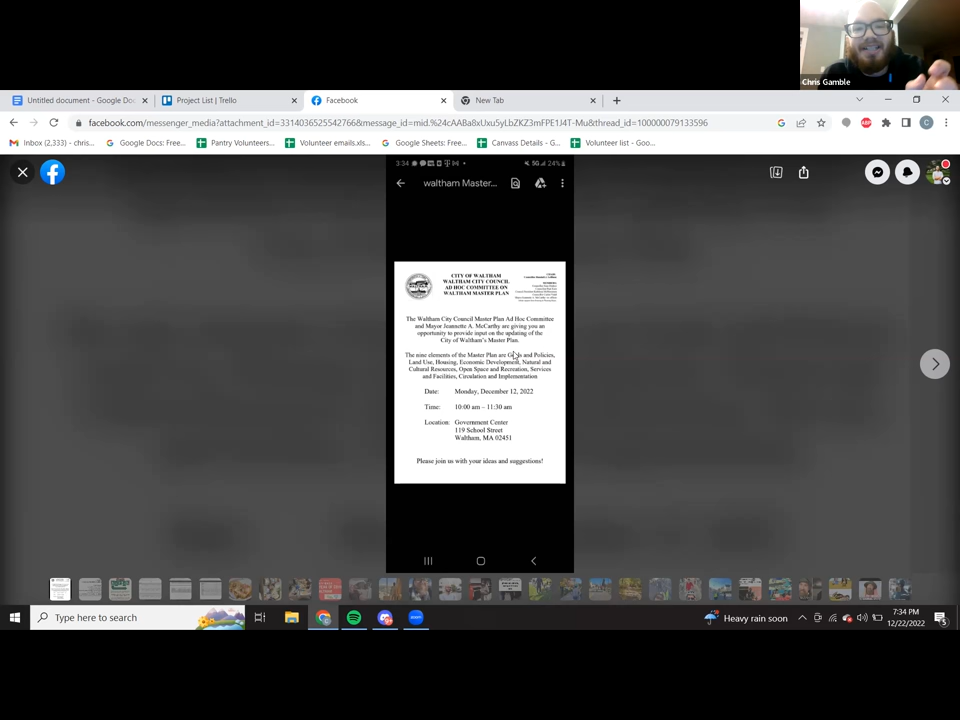 Chris Gamble
Untitled document - Google Doc
Project List | Trello
Facebook
New Tab
facebook.com/messenger_media?attachment_id=3314036525542766&message_id=mid.%24cAABa8xUxu5yLbZKZ3mFPE1J4T-Mu&thread_id=100000079133596
Inbox (2,333) - chris...
Google Docs: Free...
Pantry Volunteers...
Volunteer emails.xls...
Google Sheets: Free...
Canvass Details - G...
Volunteer list - Goo...
3:34
5G 24%
waltham Master...
CITY OF WALTHAM
WALTHAM CITY COUNCIL
AD HOC COMMITTEE ON
WALTHAM MASTER PLAN
The Waltham City Council Master Plan Ad Hoc Committee
and Mayor Jeannette A. McCarthy are giving you an
opportunity to provide input on the updating of the
City of Waltham's Master Plan.
The nine elements of the Master Plan are Goals and Policies,
Land Use, Housing, Economic Development, Natural and
Cultural Resources, Open Space and Recreation, Services
and Facilities, Circulation and Implementation
Date: Monday, December 12, 2022
Time: 10:00 am – 11:30 am
Location: Government Center
119 School Street
Waltham, MA 02451
Please join us with your ideas and suggestions!
Type here to search
Heavy rain soon
7:34 PM
12/22/2022